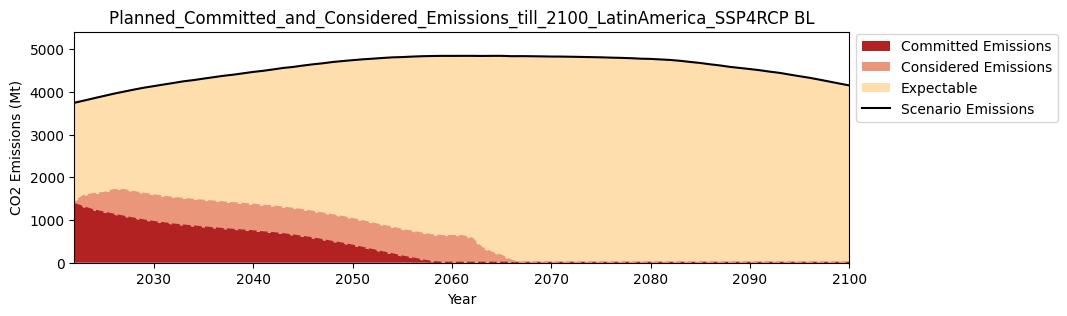 Planned_Committed_and_Considered_Emissions_till_2100_LatinAmerica_SSP4RCP BL
CO2 Emissions (Mt)
5000
4000
3000
2000
1000
0
2030 2040 2050 2060 2070 2080 2090 2100
Year
Committed Emissions
Considered Emissions
Expectable
Scenario Emissions